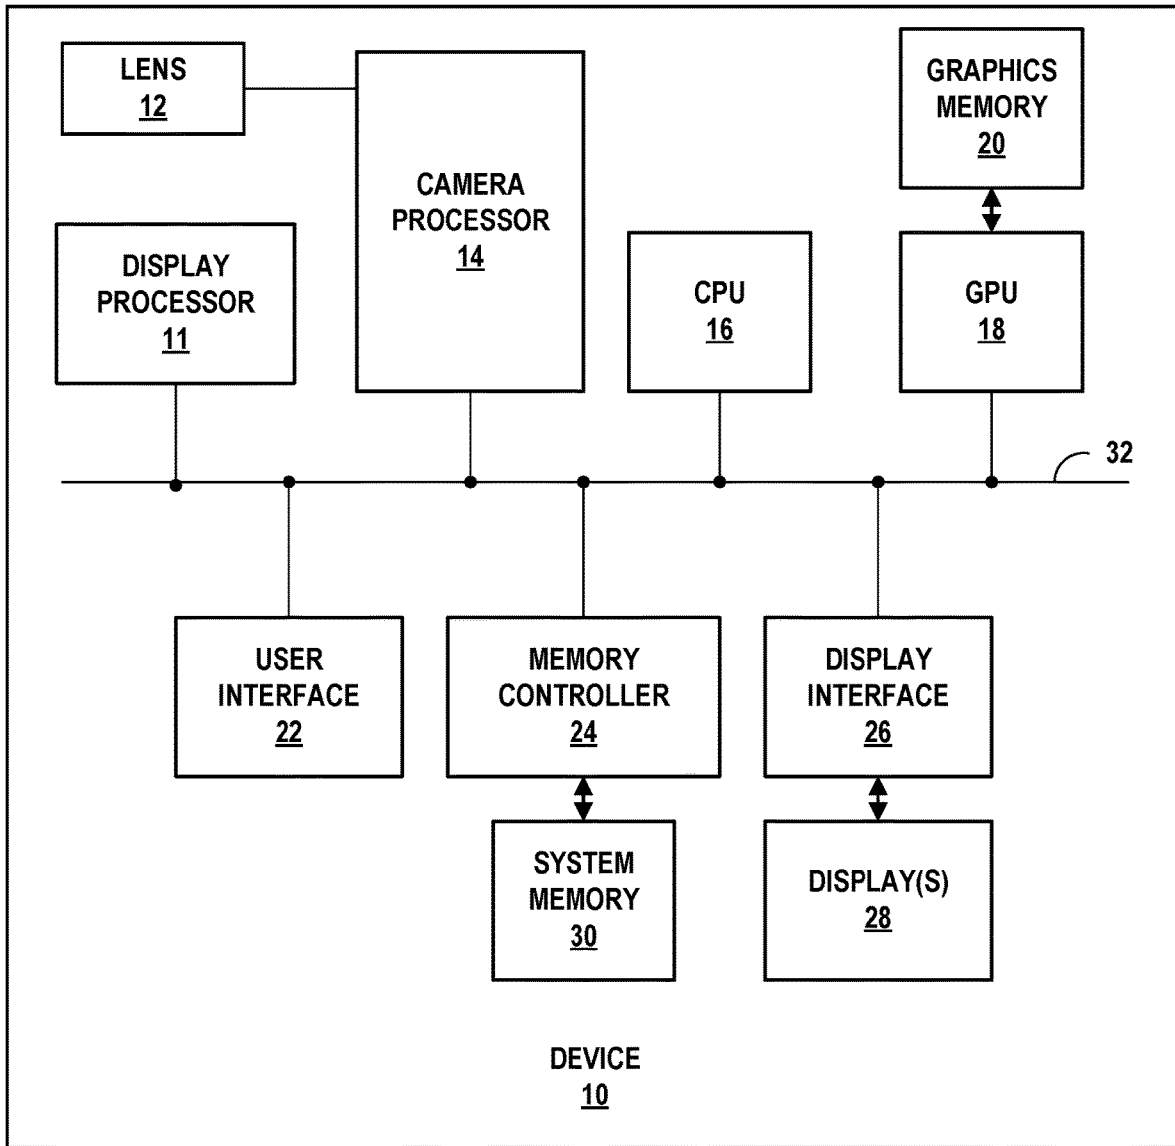 LENS
12
CAMERA
PROCESSOR
14
GRAPHICS
MEMORY
20
DISPLAY
PROCESSOR
11
CPU
16
GPU
18
32
USER
INTERFACE
22
MEMORY
CONTROLLER
24
DISPLAY
INTERFACE
26
SYSTEM
MEMORY
30
DISPLAY(S)
28
DEVICE
10